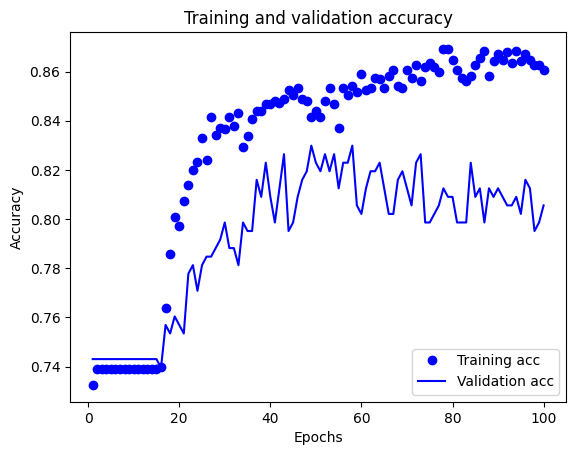 Training and validation accuracy
Accuracy
0.86
0.84
0.82
0.80
0.78
0.76
0.74
Training acc
Validation acc
0 20 40 60 80 100
Epochs